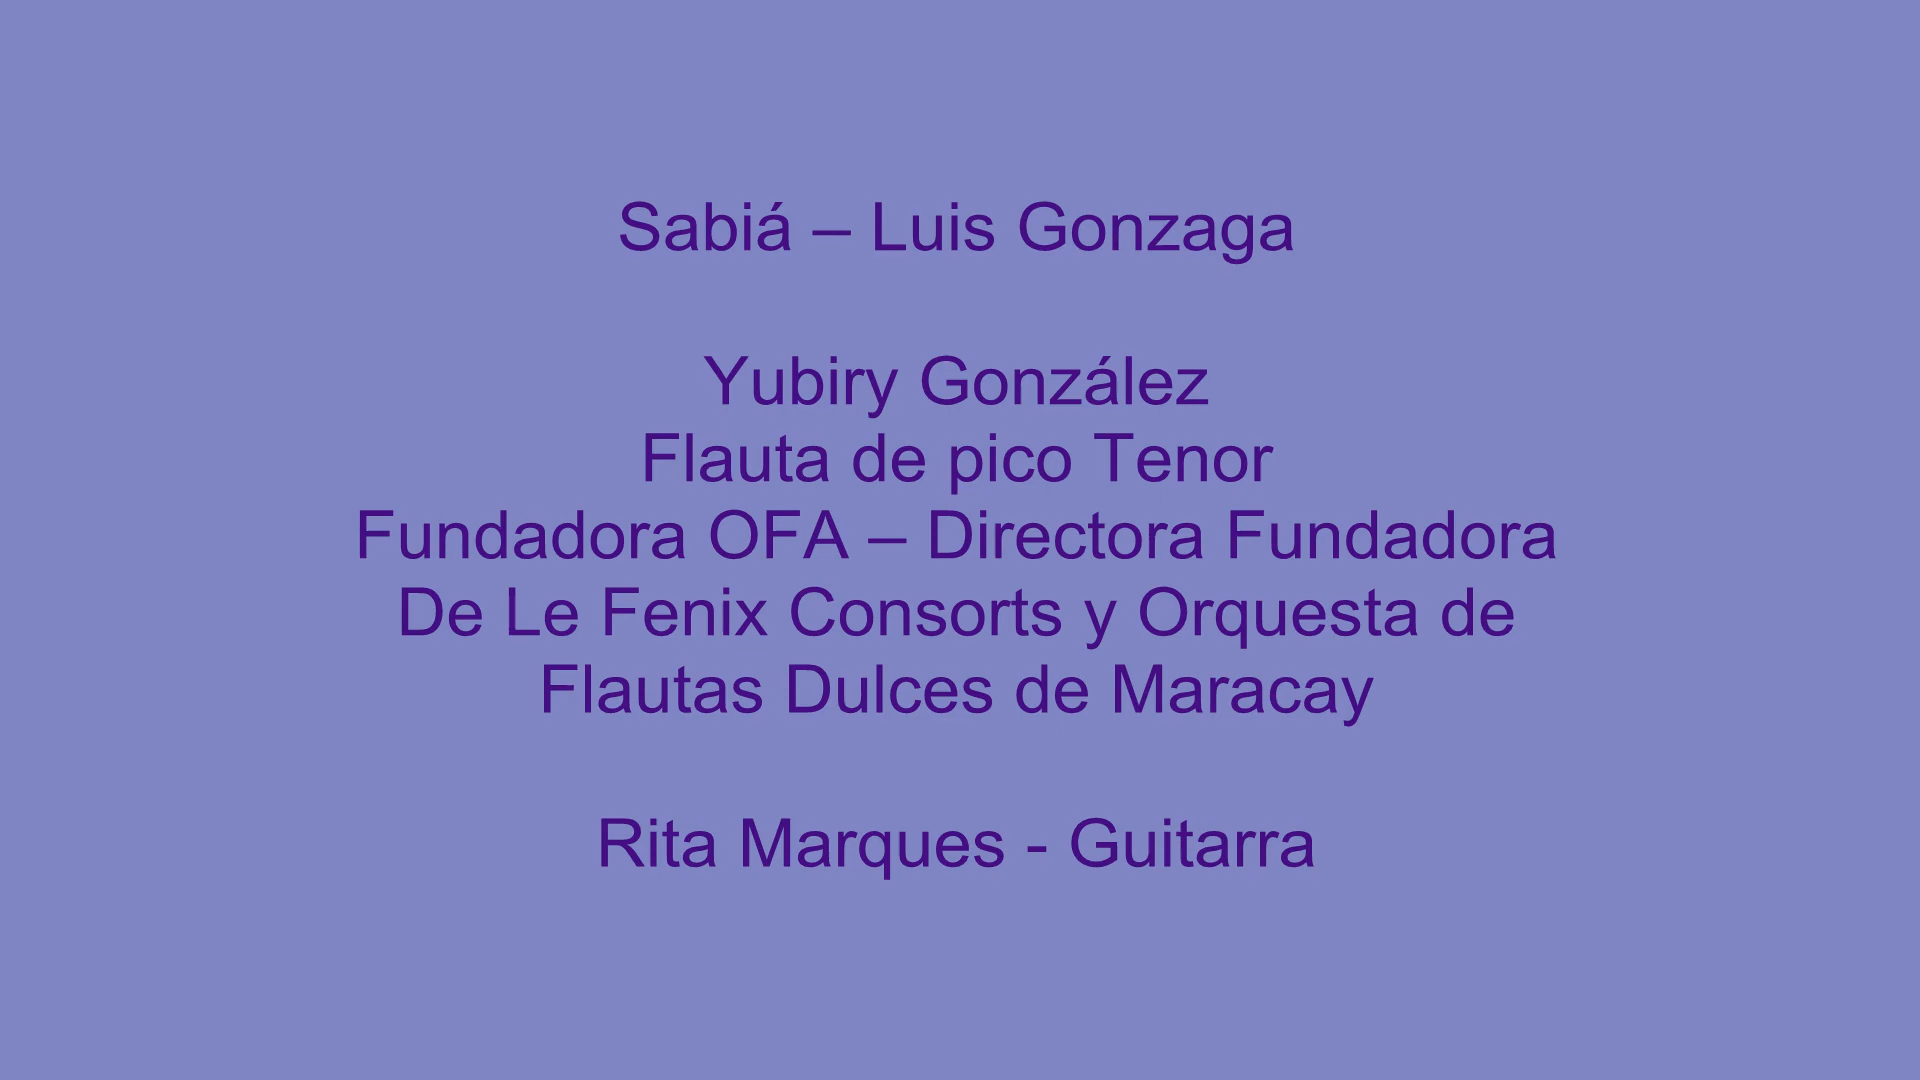 Sabiá – Luis Gonzaga
Yubiry González
Flauta de pico Tenor
Fundadora OFA – Directora Fundadora
De Le Fenix Consorts y Orquesta de
Flautas Dulces de Maracay
Rita Marques - Guitarra